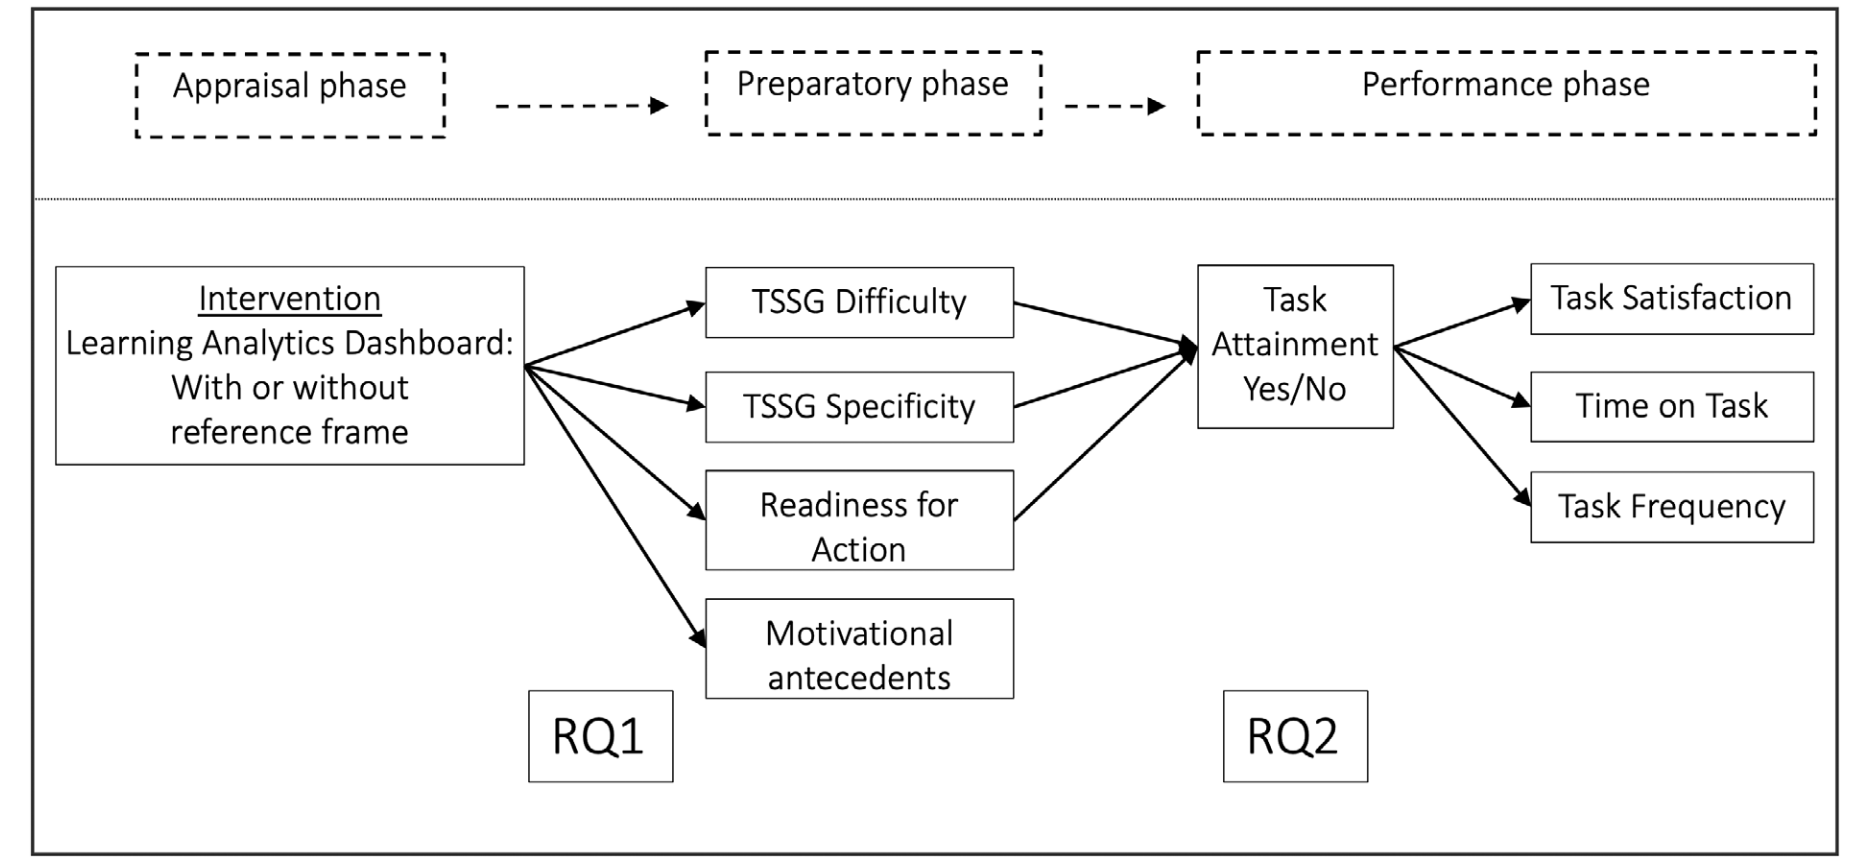 Appraisal phase
Preparatory phase
Performance phase
Intervention
Learning Analytics Dashboard:
With or without
reference frame
TSSG Difficulty
TSSG Specificity
Readiness for
Action
Motivational
antecedents
Task
Attainment
Yes/No
Task Satisfaction
Time on Task
Task Frequency
RQ1
RQ2